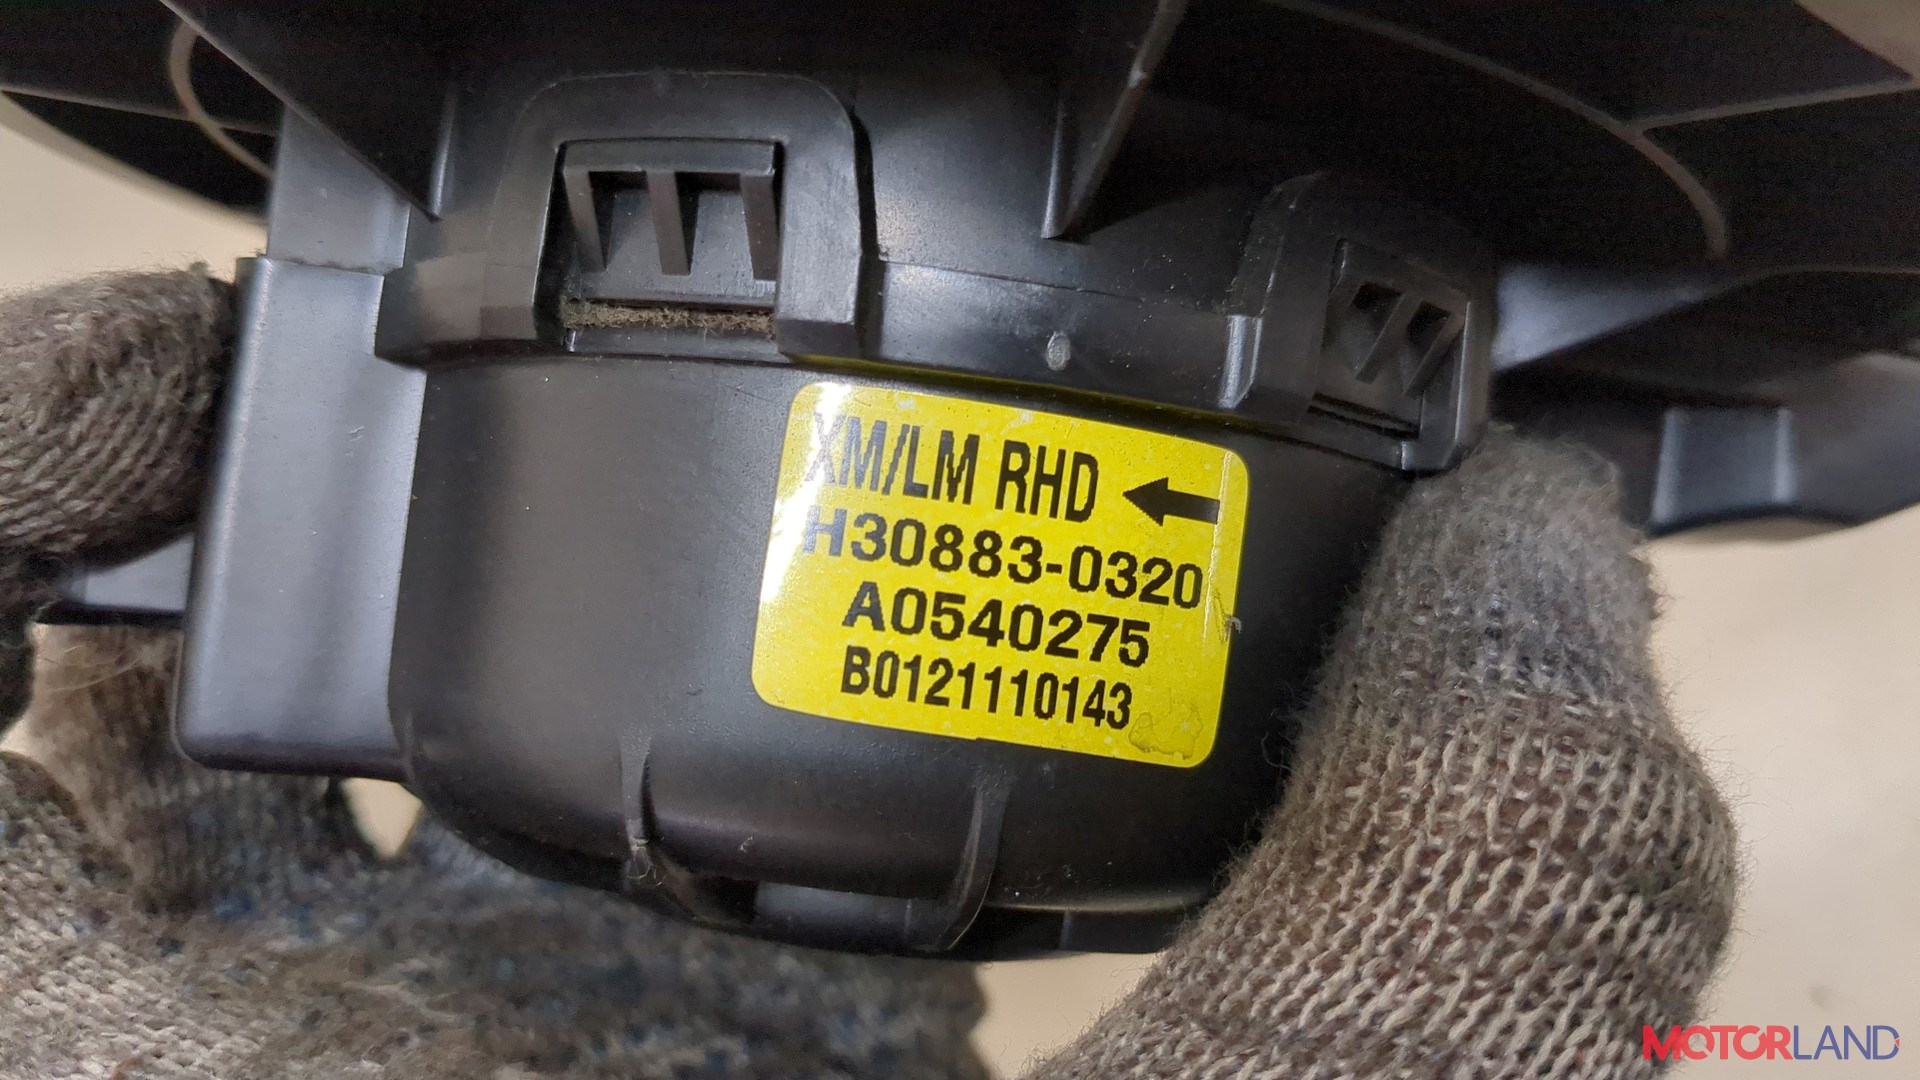 XM/LM RHD ←
H30883-0320
A0540275
B0121110143
MOTORLAND